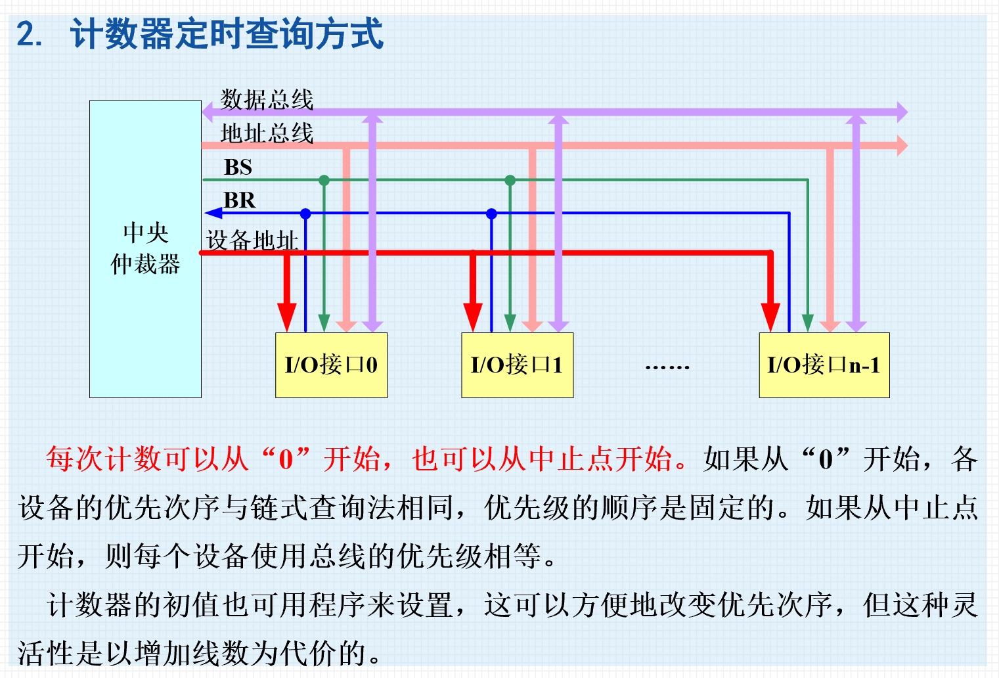 2. 计数器定时查询方式
数据总线
地址总线
BS
BR
设备地址
中央
仲裁器
I/O接口0
I/O接口1
……
I/O接口n-1
每次计数可以从“0”开始，也可以从中止点开始。如果从“0”开始，各
设备的优先次序与链式查询法相同，优先级的顺序是固定的。如果从中止点
开始，则每个设备使用总线的优先级相等。
计数器的初值也可用程序来设置，这可以方便地改变优先次序，但这种灵
活性是以增加线数为代价的。